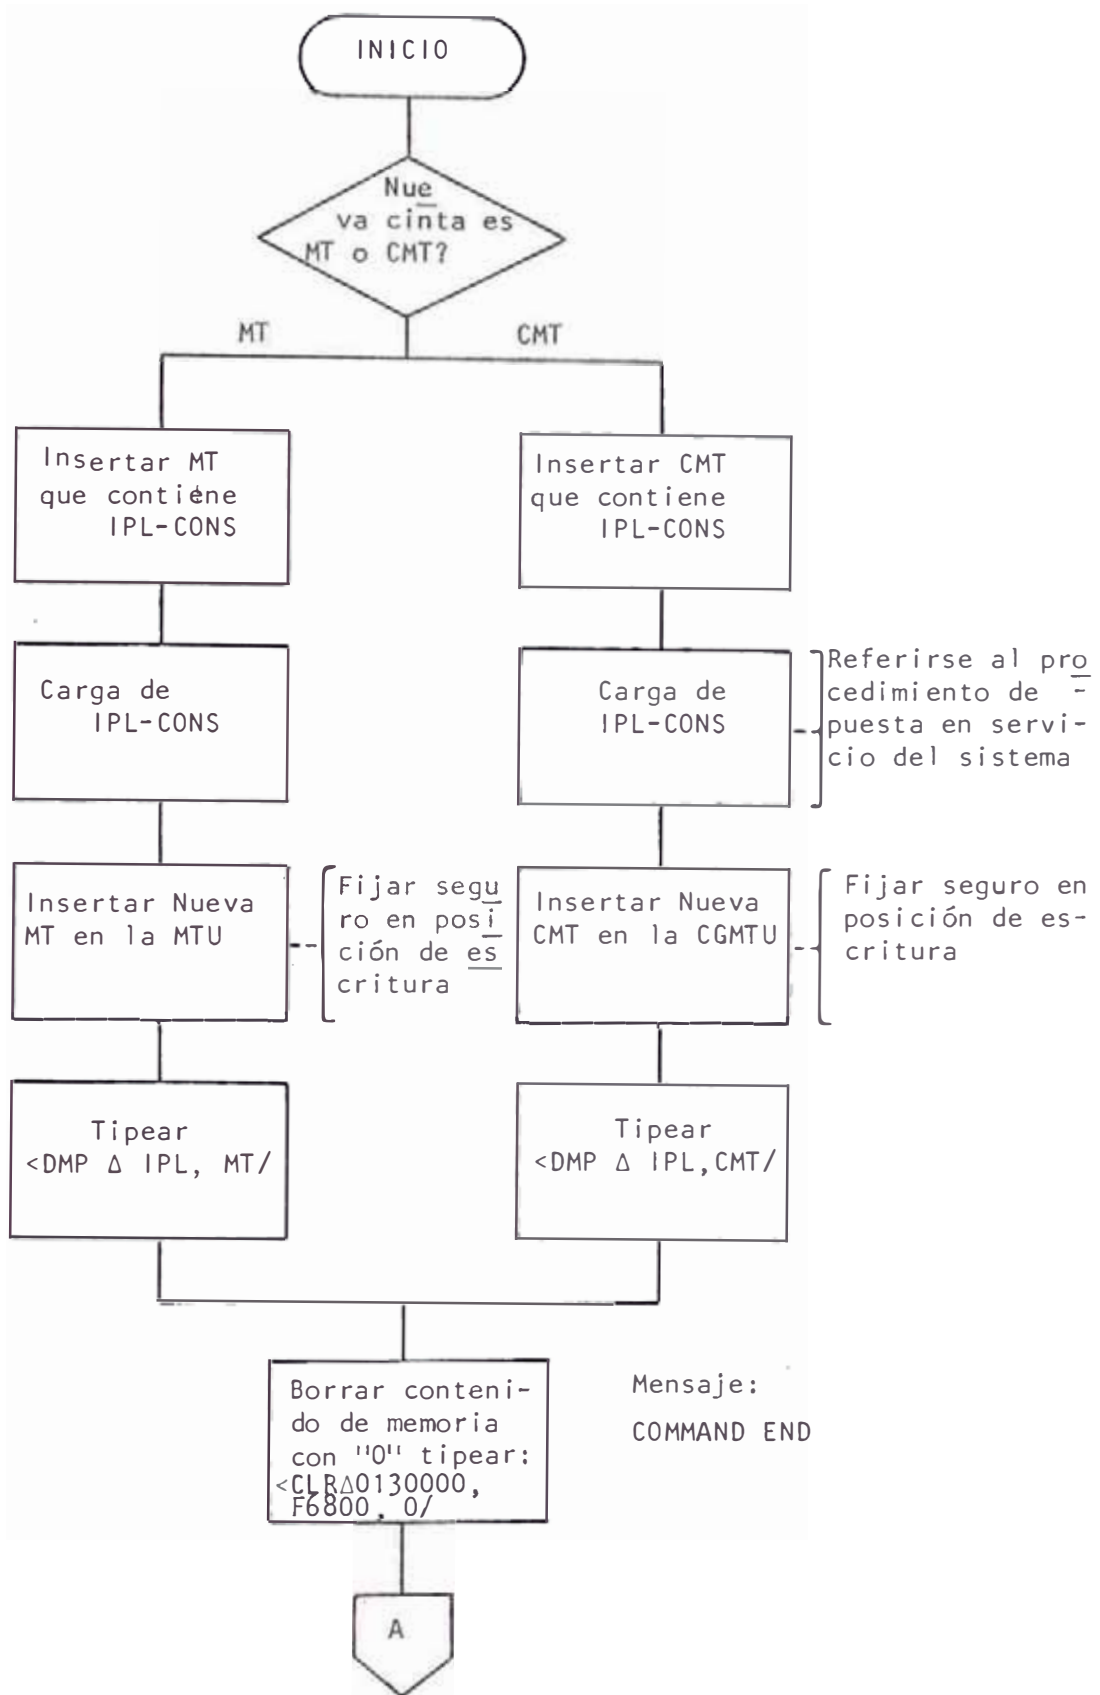 INICIO
Nue
va cinta es
MT o CMT?
MT
CMT
Insertar MT
que contiene
IPL-CONS
Insertar CMT
que contiene
IPL-CONS
Carga de
IPL-CONS
Carga de
IPL-CONS
Referirse al pro
cedimiento de -
puesta en servi-
cio del sistema
Insertar Nueva
MT en la MTU
Fijar segu
ro en posi
ción de es
critura
Insertar Nueva
CMT en la CGMTU
Fijar seguro en
posición de es-
critura
Tipear
<DMP Δ IPL, MT/
Tipear
<DMP Δ IPL,CMT/
Borrar conteni-
do de memoria
con "0" tipear:
<CLRΔ0130000,
F6800, 0/
Mensaje:
COMMAND END
A